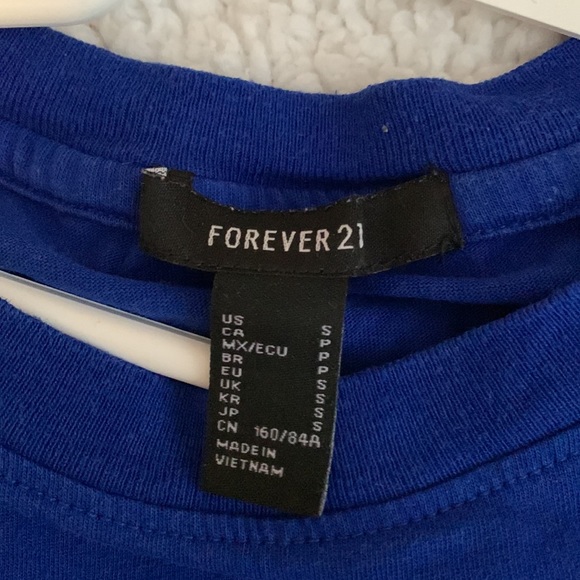 FOREVER 21
US S
CA P
MX/ECU P
BR P
EU S
UK S
KR S
JP S
CN 160/84A
MADE IN
VIETNAM